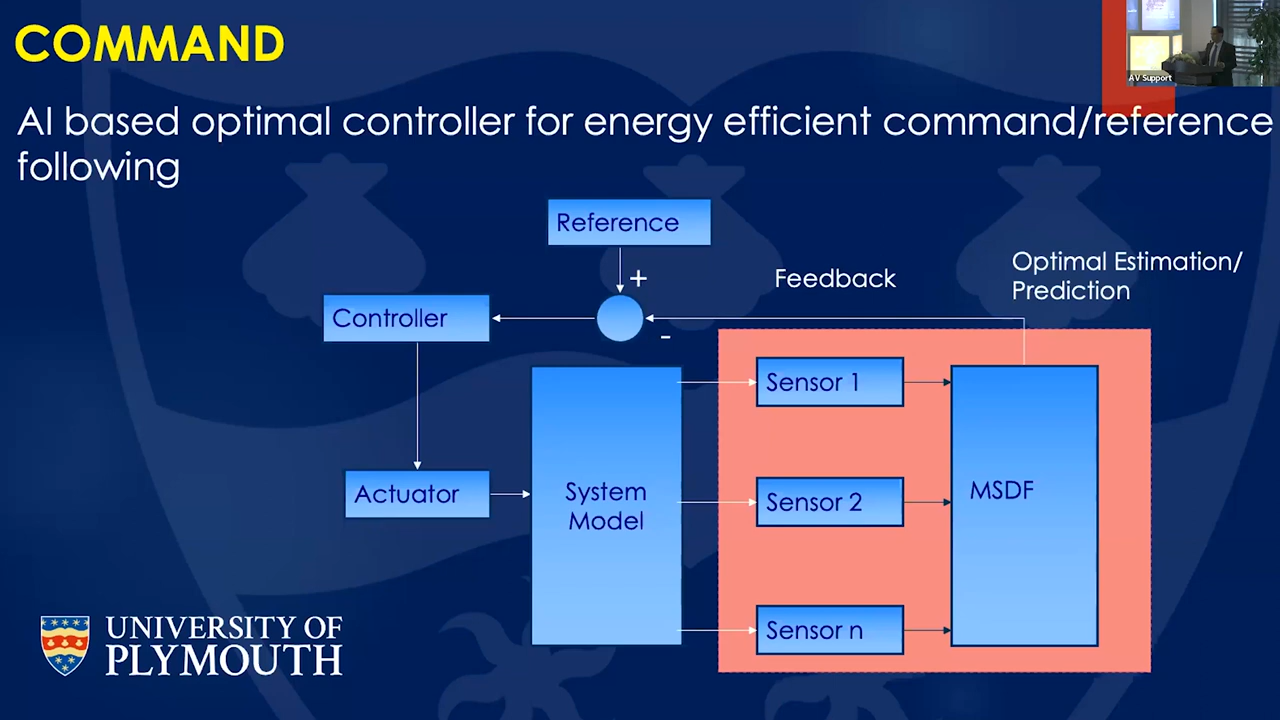 COMMAND
AV Support
AI based optimal controller for energy efficient command/reference
following
Reference
+
Feedback
Optimal Estimation/
Prediction
Controller
-
Sensor 1
Actuator
System
Model
Sensor 2
MSDF
Sensor n
UNIVERSITY OF
PLYMOUTH